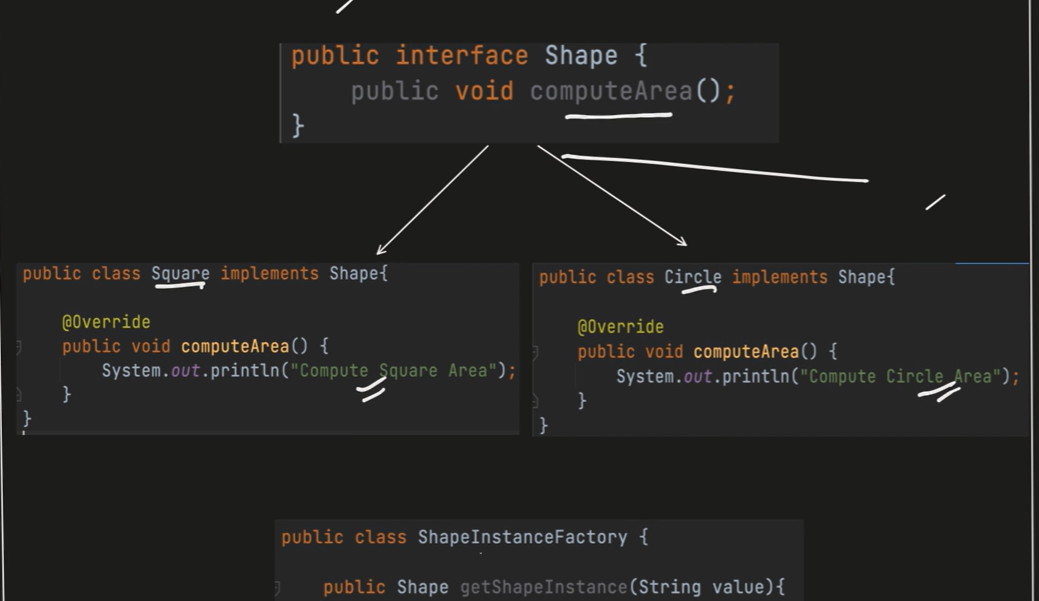 public interface Shape {
public void computeArea();
}
public class Square implements Shape{
@Override
public void computeArea() {
System.out.println("Compute Square Area");
}
}
public class Circle implements Shape{
@Override
public void computeArea() {
System.out.println("Compute Circle Area");
}
}
public class ShapeInstanceFactory {
public Shape getShapeInstance(String value){